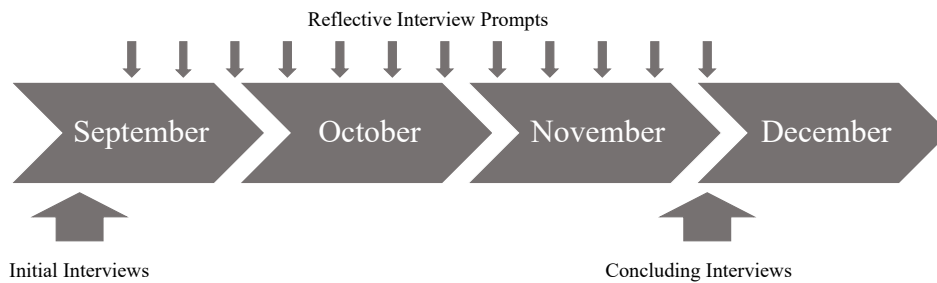 Reflective Interview Prompts
September
October
November
December
Initial Interviews
Concluding Interviews